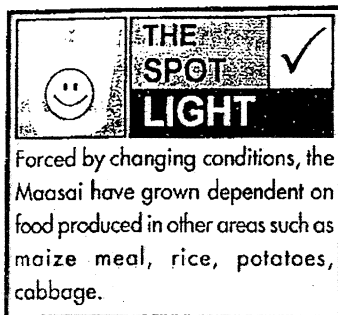 THE
SPOT
LIGHT
Forced by changing conditions, the
Maasai have grown dependent on
food produced in other areas such as
maize meal, rice, potatoes,
cabbage.